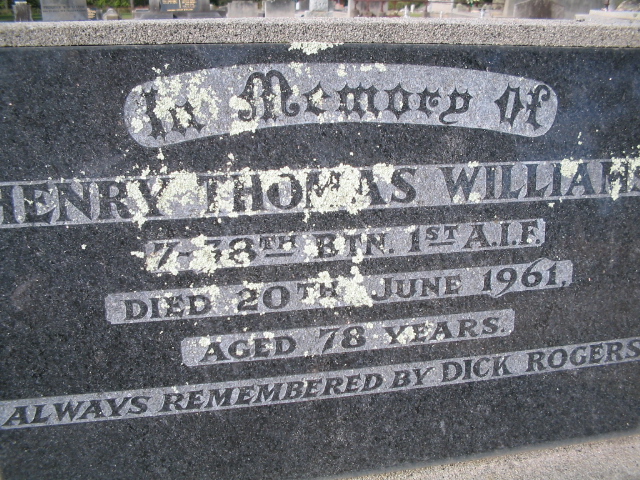 In Memory Of
HENRY THOMAS WILLIAMS
7-38TH BTN. 1ST A.I.F.
DIED 20TH JUNE 1961.
AGED 78 YEARS.
ALWAYS REMEMBERED BY DICK ROGERS